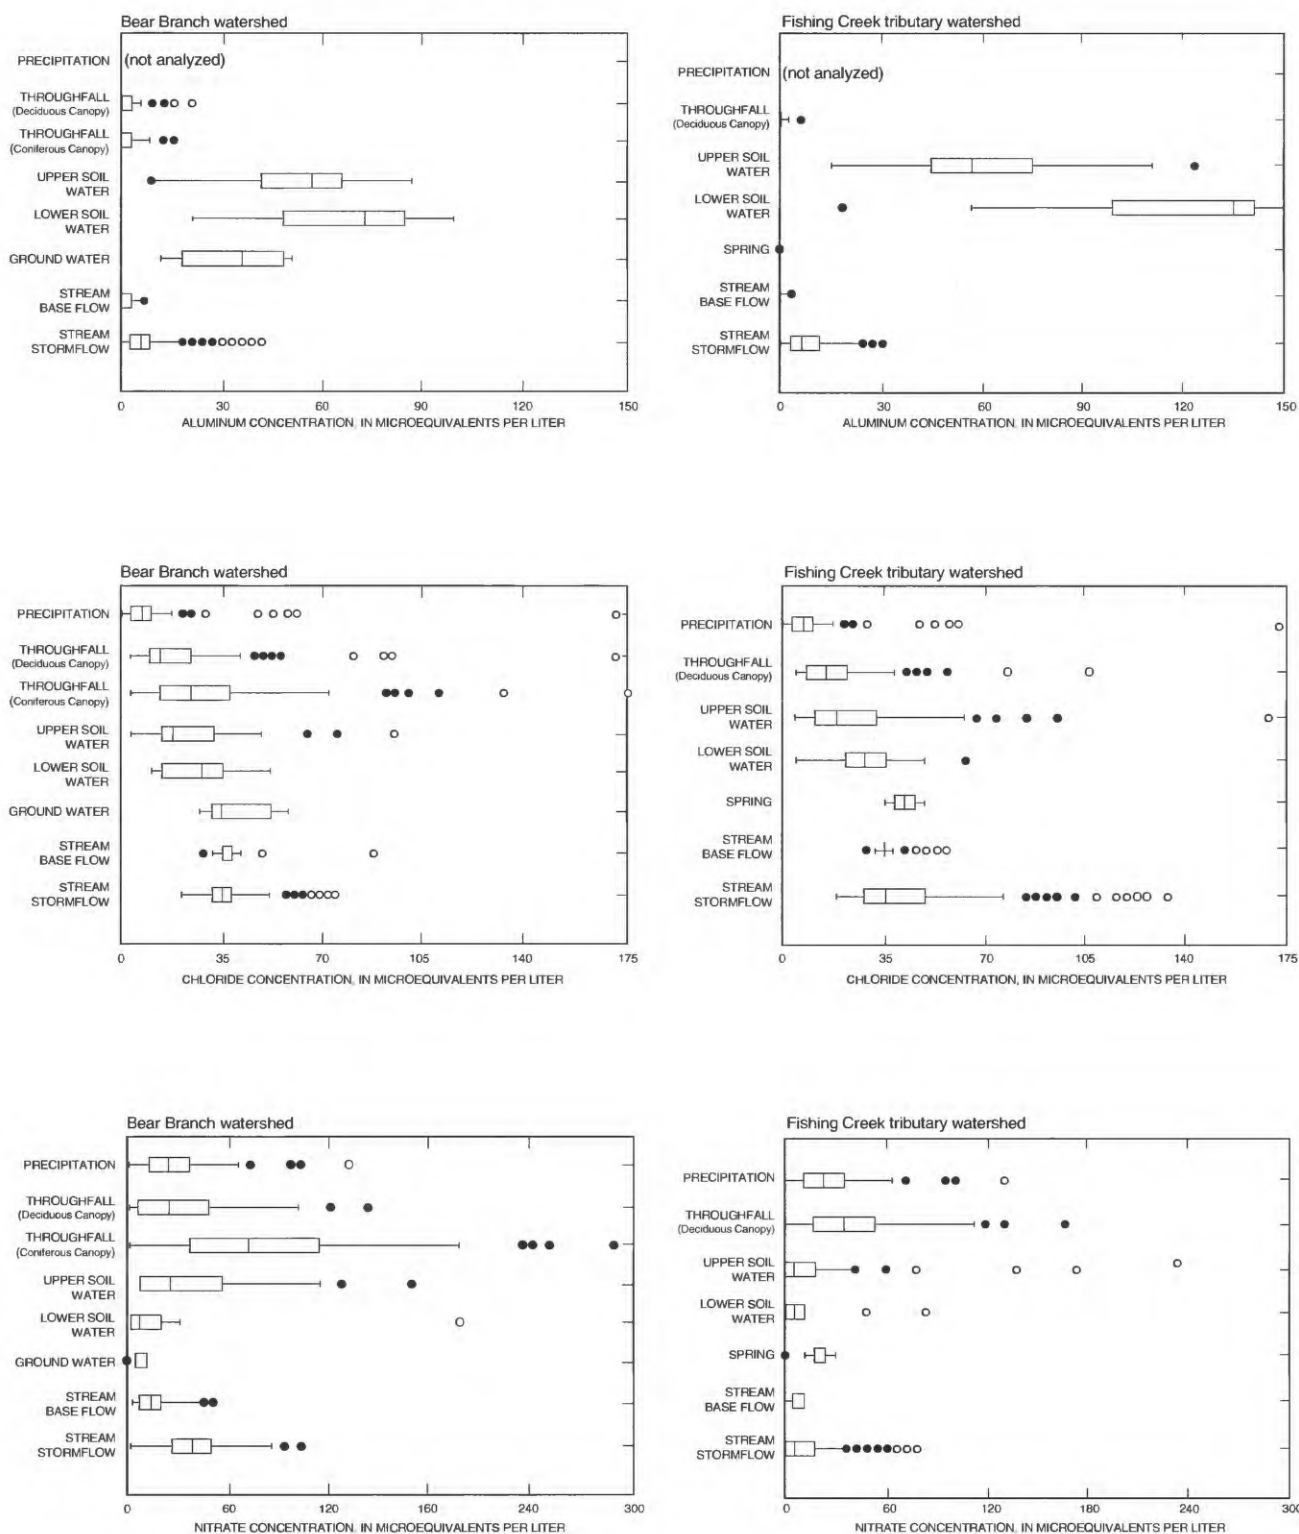 Bear Branch watershed
PRECIPITATION
(not analyzed)
THROUGHFALL
(Deciduous Canopy)
THROUGHFALL
(Coniferous Canopy)
UPPER SOIL
WATER
LOWER SOIL
WATER
GROUND WATER
STREAM
BASE FLOW
STREAM
STORMFLOW
0 30 60 90 120 150
ALUMINUM CONCENTRATION, IN MICROEQUIVALENTS PER LITER
Fishing Creek tributary watershed
PRECIPITATION
(not analyzed)
THROUGHFALL
(Deciduous Canopy)
UPPER SOIL
WATER
LOWER SOIL
WATER
SPRING
STREAM
BASE FLOW
STREAM
STORMFLOW
0 30 60 90 120 150
ALUMINUM CONCENTRATION, IN MICROEQUIVALENTS PER LITER
Bear Branch watershed
PRECIPITATION
THROUGHFALL
(Deciduous Canopy)
THROUGHFALL
(Coniferous Canopy)
UPPER SOIL
WATER
LOWER SOIL
WATER
GROUND WATER
STREAM
BASE FLOW
STREAM
STORMFLOW
0 35 70 105 140 175
CHLORIDE CONCENTRATION, IN MICROEQUIVALENTS PER LITER
Fishing Creek tributary watershed
PRECIPITATION
THROUGHFALL
(Deciduous Canopy)
UPPER SOIL
WATER
LOWER SOIL
WATER
SPRING
STREAM
BASE FLOW
STREAM
STORMFLOW
0 35 70 105 140 175
CHLORIDE CONCENTRATION, IN MICROEQUIVALENTS PER LITER
Bear Branch watershed
PRECIPITATION
THROUGHFALL
(Deciduous Canopy)
THROUGHFALL
(Coniferous Canopy)
UPPER SOIL
WATER
LOWER SOIL
WATER
GROUND WATER
STREAM
BASE FLOW
STREAM
STORMFLOW
0 60 120 160 240 300
NITRATE CONCENTRATION, IN MICROEQUIVALENTS PER LITER
Fishing Creek tributary watershed
PRECIPITATION
THROUGHFALL
(Deciduous Canopy)
UPPER SOIL
WATER
LOWER SOIL
WATER
SPRING
STREAM
BASE FLOW
STREAM
STORMFLOW
0 60 120 180 240 300
NITRATE CONCENTRATION, IN MICROEQUIVALENTS PER LITER